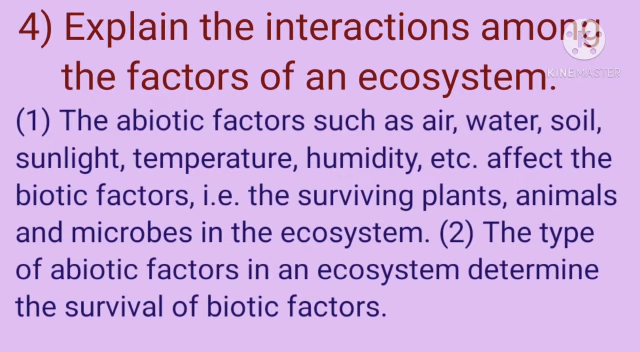 4) Explain the interactions among
the factors of an ecosystem.
KINEMASTER
(1) The abiotic factors such as air, water, soil,
sunlight, temperature, humidity, etc. affect the
biotic factors, i.e. the surviving plants, animals
and microbes in the ecosystem. (2) The type
of abiotic factors in an ecosystem determine
the survival of biotic factors.